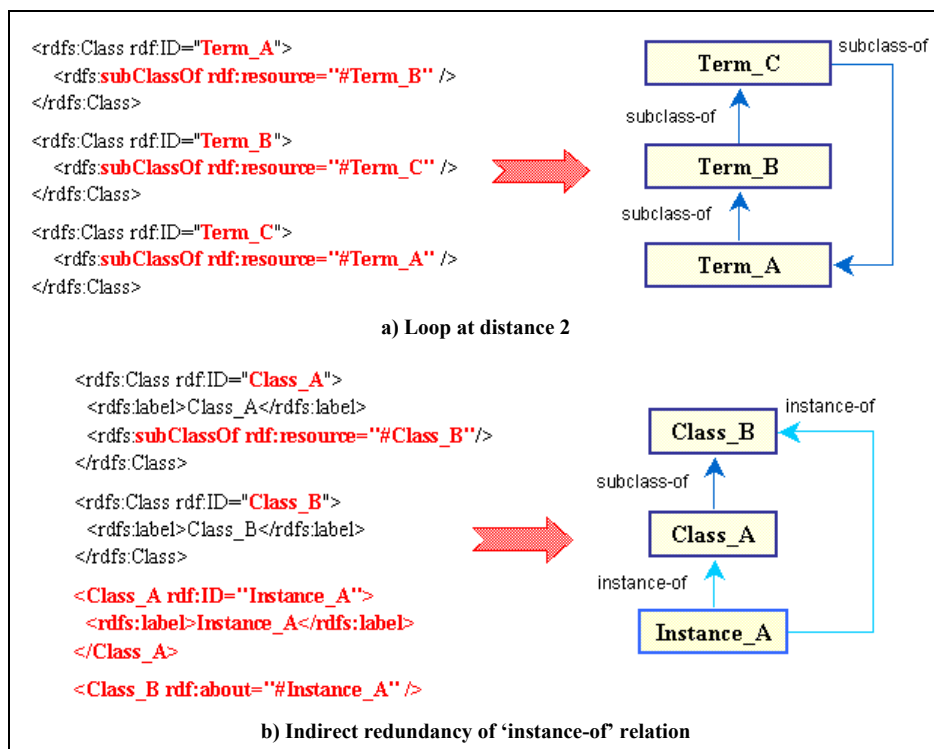 <rdfs:Class rdf:ID="Term_A">
<rdfs:subClassOf rdf:resource="#Term_B" />
</rdfs:Class>
<rdfs:Class rdf:ID="Term_B">
<rdfs:subClassOf rdf:resource="#Term_C" />
</rdfs:Class>
<rdfs:Class rdf:ID="Term_C">
<rdfs:subClassOf rdf:resource="#Term_A" />
</rdfs:Class>
subclass-of
Term_C
subclass-of
Term_B
subclass-of
Term_A
a) Loop at distance 2
<rdfs:Class rdf:ID="Class_A">
<rdfs:label>Class_A</rdfs:label>
<rdfs:subClassOf rdf:resource="#Class_B"/>
</rdfs:Class>
<rdfs:Class rdf:ID="Class_B">
<rdfs:label>Class_B</rdfs:label>
</rdfs:Class>
<Class_A rdf:ID="Instance_A">
<rdfs:label>Instance_A</rdfs:label>
</Class_A>
<Class_B rdf:about="#Instance_A" />
instance-of
Class_B
subclass-of
Class_A
instance-of
Instance_A
b) Indirect redundancy of ‘instance-of’ relation